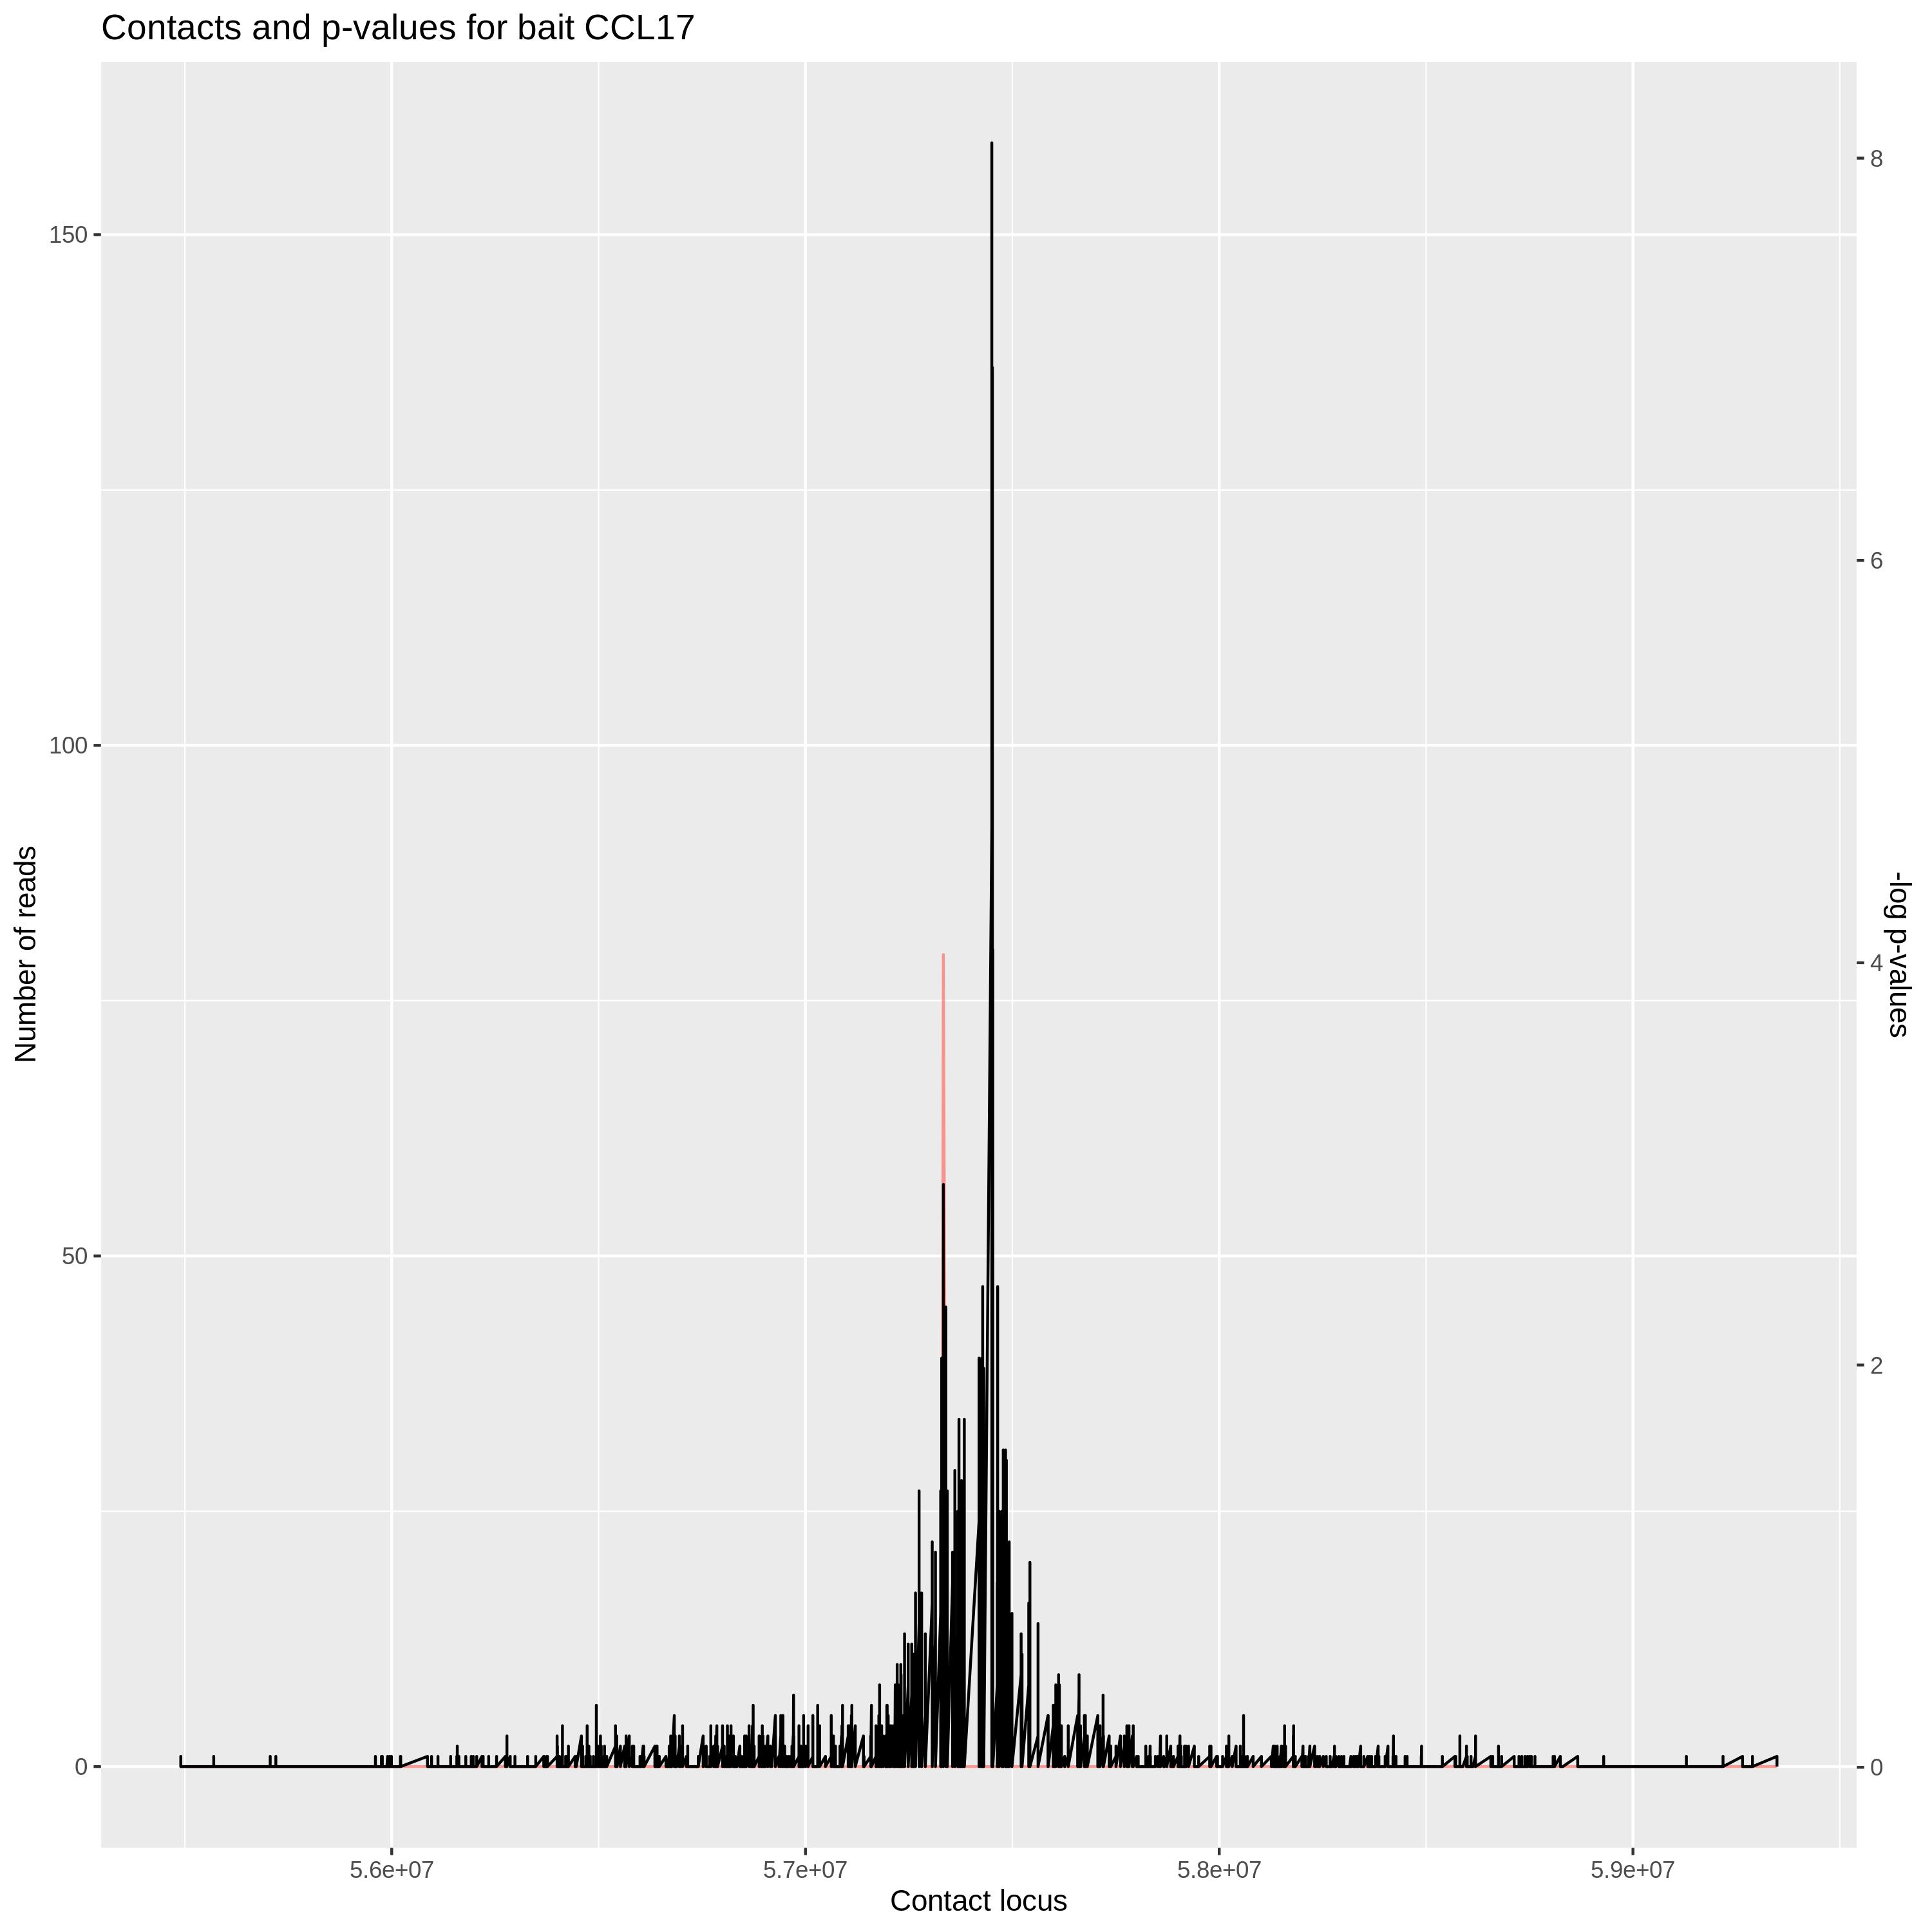 Contacts and p-values for bait CCL17
150
100
50
0
Number of reads
8
6
4
2
0
-log p-values
5.6e+07
5.7e+07
5.8e+07
5.9e+07
Contact locus